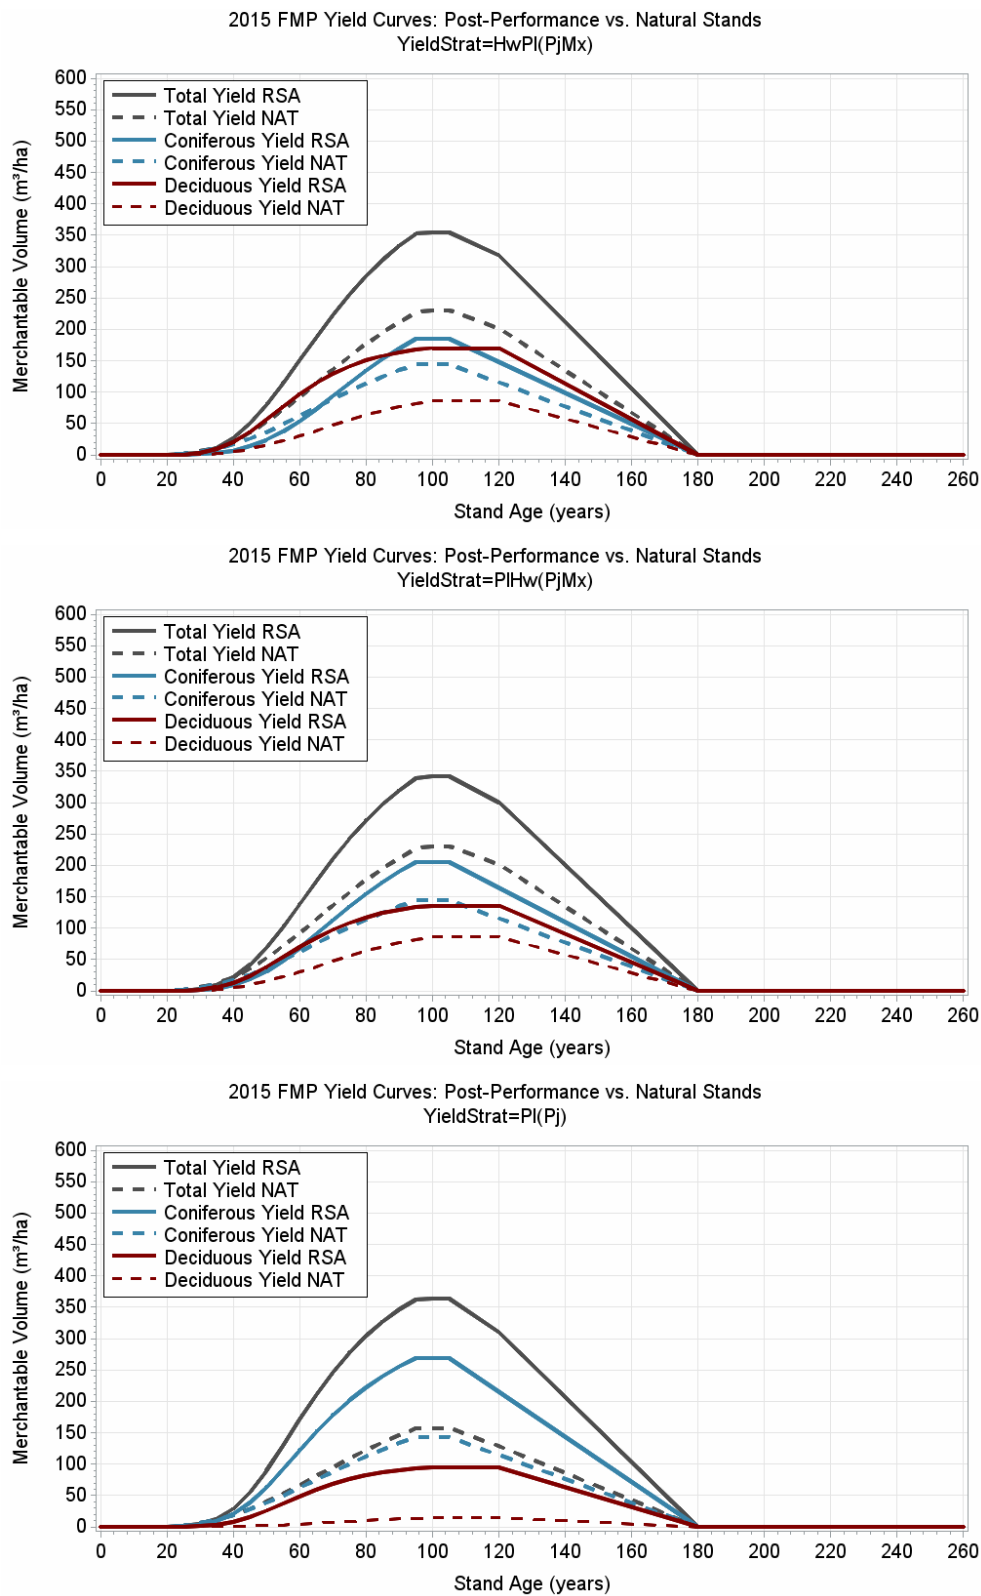 2015 FMP Yield Curves: Post-Performance vs. Natural Stands
YieldStrat=HwPl(PjMx)
600
550
500
450
400
350
300
250
200
150
100
50
0
Merchantable Volume (m³/ha)
Total Yield RSA
Total Yield NAT
Coniferous Yield RSA
Coniferous Yield NAT
Deciduous Yield RSA
Deciduous Yield NAT
0 20 40 60 80 100 120 140 160 180 200 220 240 260
Stand Age (years)
2015 FMP Yield Curves: Post-Performance vs. Natural Stands
YieldStrat=PlHw(PjMx)
600
550
500
450
400
350
300
250
200
150
100
50
0
Merchantable Volume (m³/ha)
Total Yield RSA
Total Yield NAT
Coniferous Yield RSA
Coniferous Yield NAT
Deciduous Yield RSA
Deciduous Yield NAT
0 20 40 60 80 100 120 140 160 180 200 220 240 260
Stand Age (years)
2015 FMP Yield Curves: Post-Performance vs. Natural Stands
YieldStrat=Pl(Pj)
600
550
500
450
400
350
300
250
200
150
100
50
0
Merchantable Volume (m³/ha)
Total Yield RSA
Total Yield NAT
Coniferous Yield RSA
Coniferous Yield NAT
Deciduous Yield RSA
Deciduous Yield NAT
0 20 40 60 80 100 120 140 160 180 200 220 240 260
Stand Age (years)